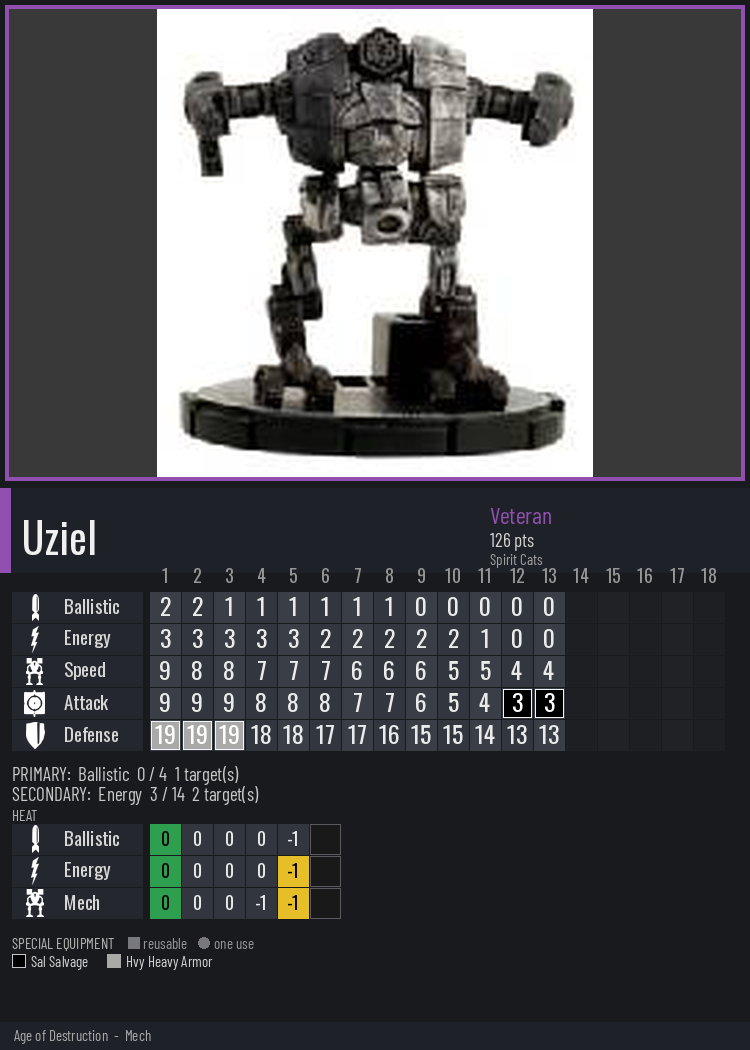 Uziel
Veteran
126 pts
Spirit Cats
1 2 3 4 5 6 7 8 9 10 11 12 13 14 15 16 17 18
Ballistic 2 2 1 1 1 1 1 1 0 0 0 0 0
Energy 3 3 3 3 3 2 2 2 2 2 1 0 0
Speed 9 8 8 7 7 7 6 6 6 5 5 4 4
Attack 9 9 9 8 8 8 7 7 6 5 4 3 3
Defense 19 19 19 18 18 17 17 16 15 15 14 13 13
PRIMARY: Ballistic 0 / 4 1 target(s)
SECONDARY: Energy 3 / 14 2 target(s)
HEAT
Ballistic 0 0 0 0 -1
Energy 0 0 0 0 -1
Mech 0 0 0 -1 -1
SPECIAL EQUIPMENT reusable one use
Sal Salvage Hvy Heavy Armor
Age of Destruction - Mech